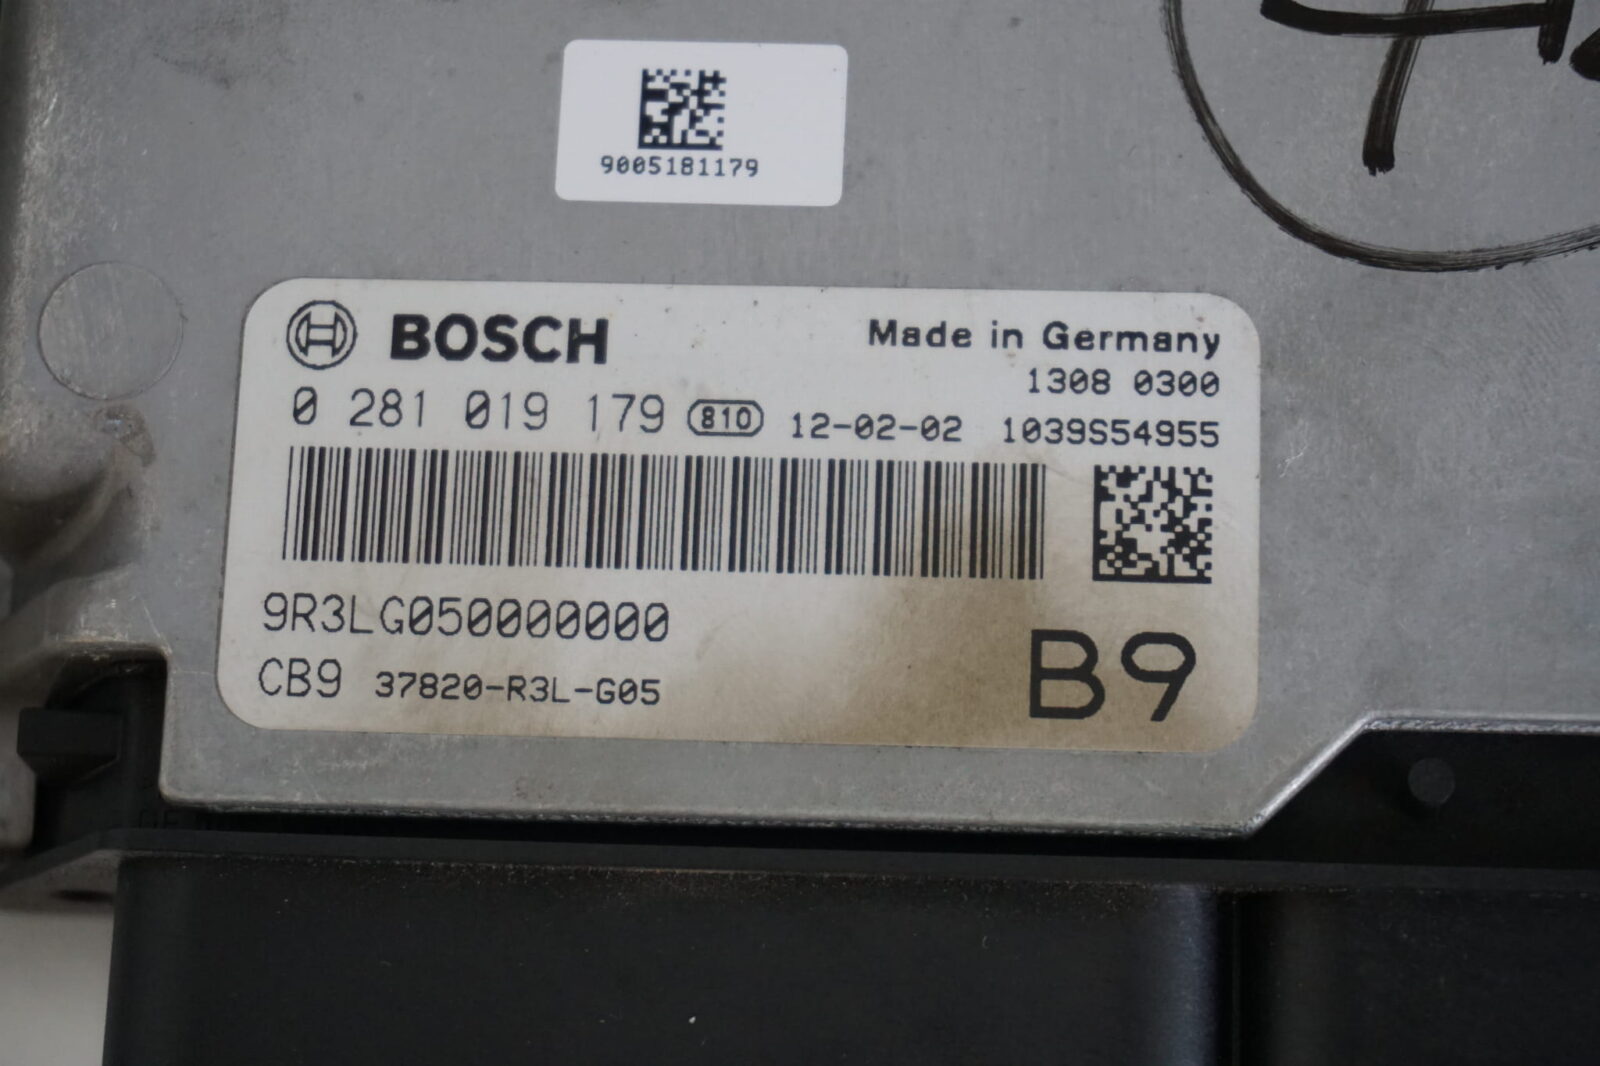 9005181179
BOSCH
Made in Germany
1308 0300
0 281 019 179 810 12-02-02 1039S54955
9R3LG050000000
CB9 37820-R3L-G05
B9